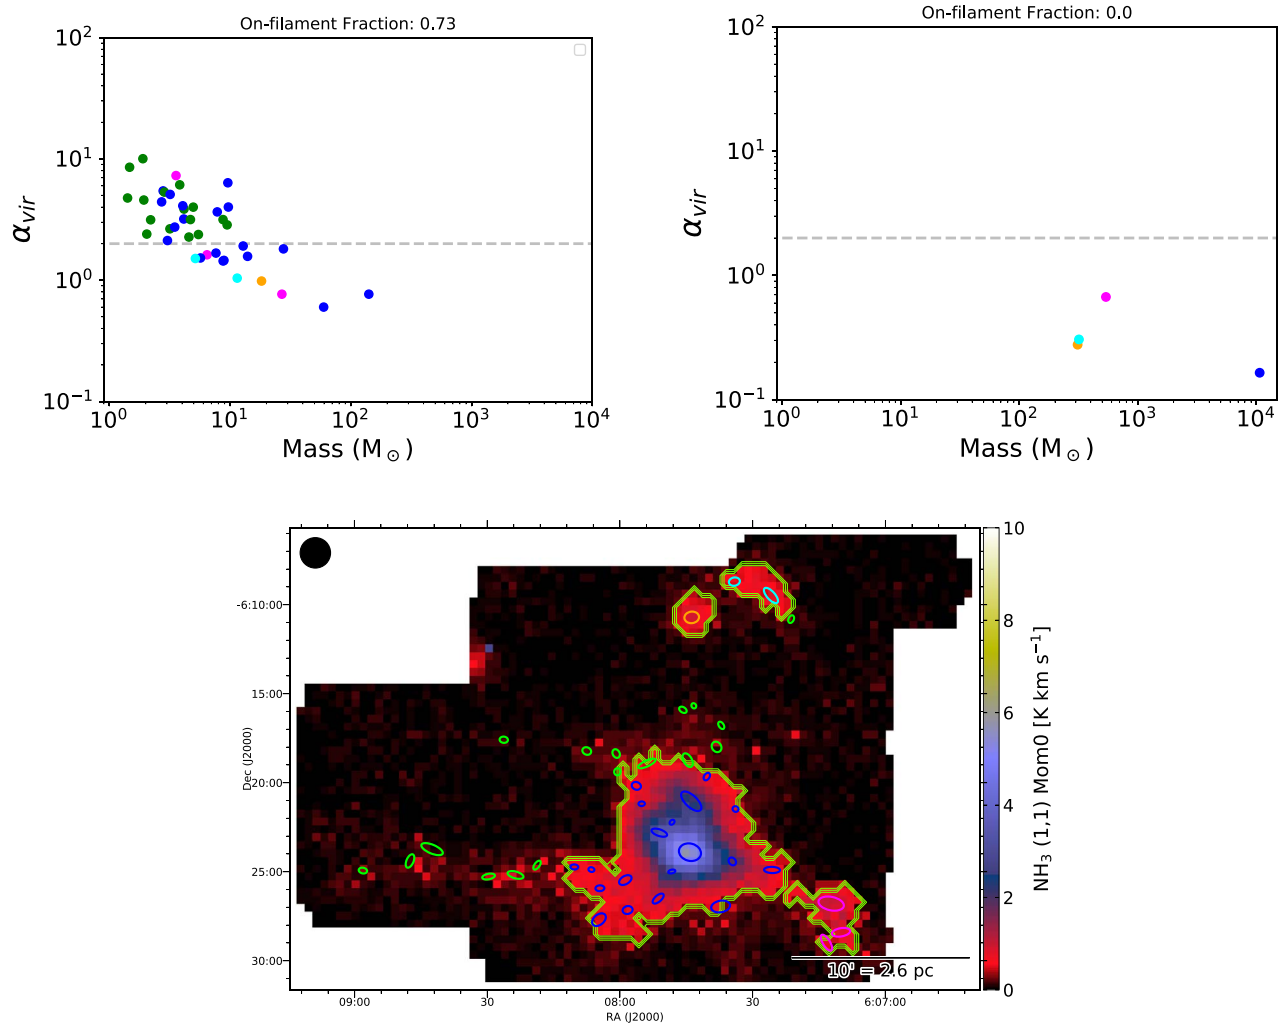 On-filament Fraction: 0.73
10²
10¹
10⁰
10⁻¹
α_vir
10⁰ 10¹ 10² 10³ 10⁴
Mass (M⊙)
On-filament Fraction: 0.0
10²
10¹
10⁰
10⁻¹
α_vir
10⁰ 10¹ 10² 10³ 10⁴
Mass (M⊙)
-6:10:00
15:00
20:00
25:00
30:00
Dec (J2000)
09:00 30 08:00 30 6:07:00
RA (J2000)
10' = 2.6 pc
10
8
6
4
2
0
NH₃ (1,1) Mom0 [K km s⁻¹]